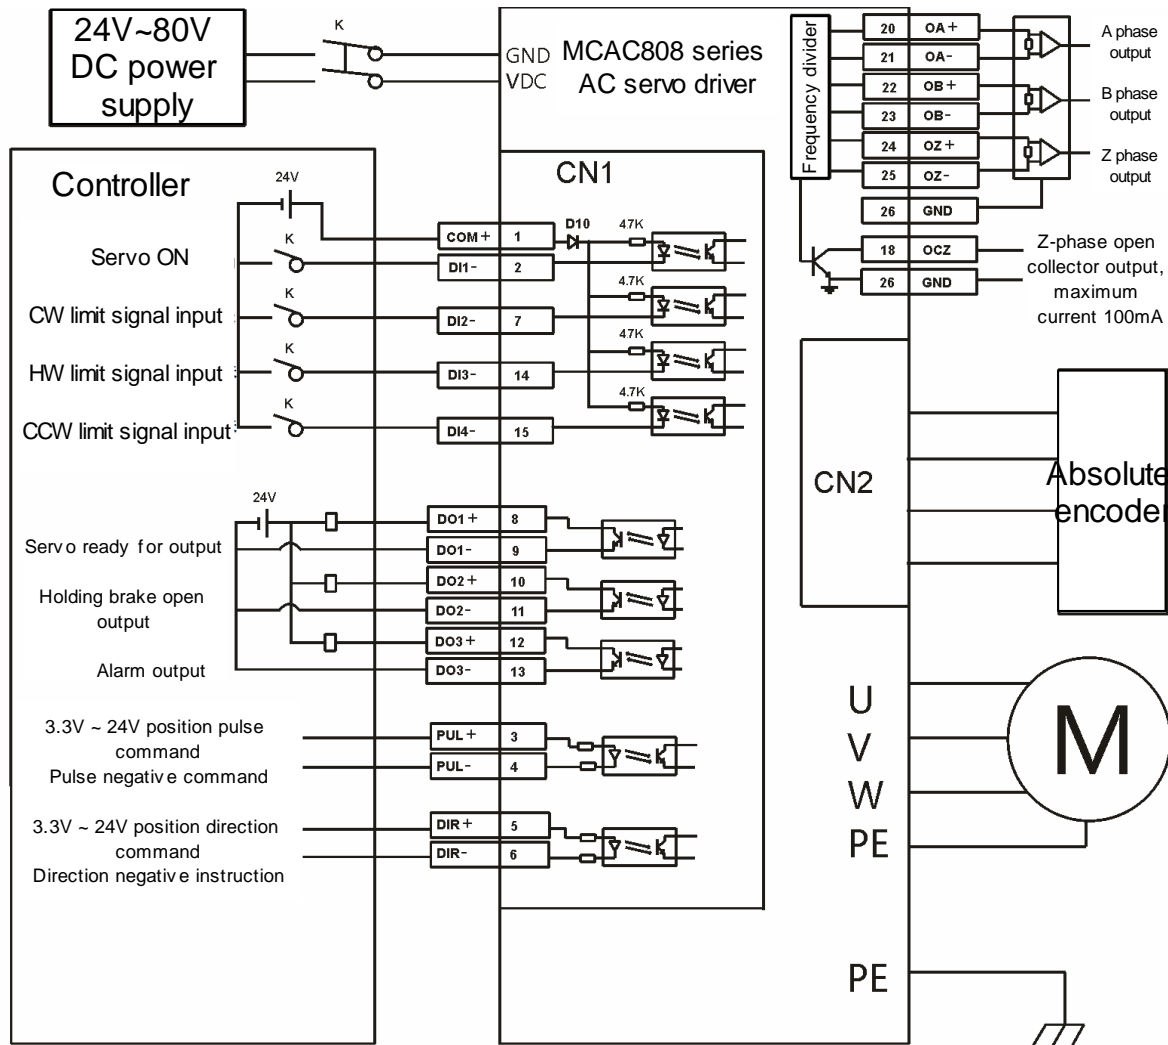 24V~80V
DC power
supply
K
GND
VDC
MCAC808 series
AC servo driver
Frequency divider
20 OA+
21 OA-
22 OB+
23 OB-
24 OZ+
25 OZ-
26 GND
18 OCZ
26 GND
A phase
output
B phase
output
Z phase
output
Z-phase open
collector output,
maximum
current 100mA
Controller
24V
CN1
Servo ON
K
COM+ 1
D10
4.7K
DI1- 2
CW limit signal input
K
DI2- 7
4.7K
HW limit signal input
K
DI3- 14
4.7K
CCW limit signal input
K
DI4- 15
4.7K
CN2
Absolute
encoder
24V
Servo ready for output
DO1+ 8
DO1- 9
Holding brake open
output
DO2+ 10
DO2- 11
Alarm output
DO3+ 12
DO3- 13
3.3V ~ 24V position pulse
command
Pulse negative command
PUL+ 3
PUL- 4
3.3V ~ 24V position direction
command
Direction negative instruction
DIR+ 5
DIR- 6
U
V
W
PE
M
PE